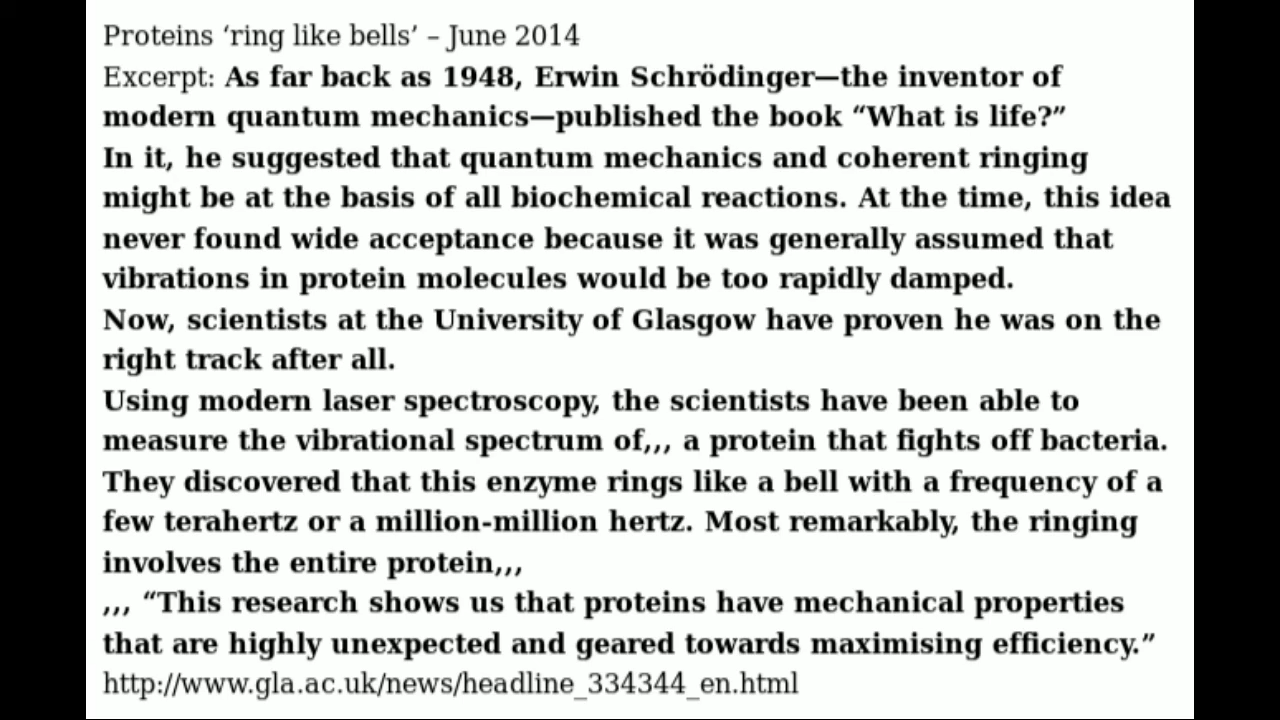 Proteins ‘ring like bells’ – June 2014
Excerpt: As far back as 1948, Erwin Schrödinger—the inventor of
modern quantum mechanics—published the book “What is life?”
In it, he suggested that quantum mechanics and coherent ringing
might be at the basis of all biochemical reactions. At the time, this idea
never found wide acceptance because it was generally assumed that
vibrations in protein molecules would be too rapidly damped.
Now, scientists at the University of Glasgow have proven he was on the
right track after all.
Using modern laser spectroscopy, the scientists have been able to
measure the vibrational spectrum of,,, a protein that fights off bacteria.
They discovered that this enzyme rings like a bell with a frequency of a
few terahertz or a million-million hertz. Most remarkably, the ringing
involves the entire protein,,,
,,, “This research shows us that proteins have mechanical properties
that are highly unexpected and geared towards maximising efficiency.”
http://www.gla.ac.uk/news/headline_334344_en.html